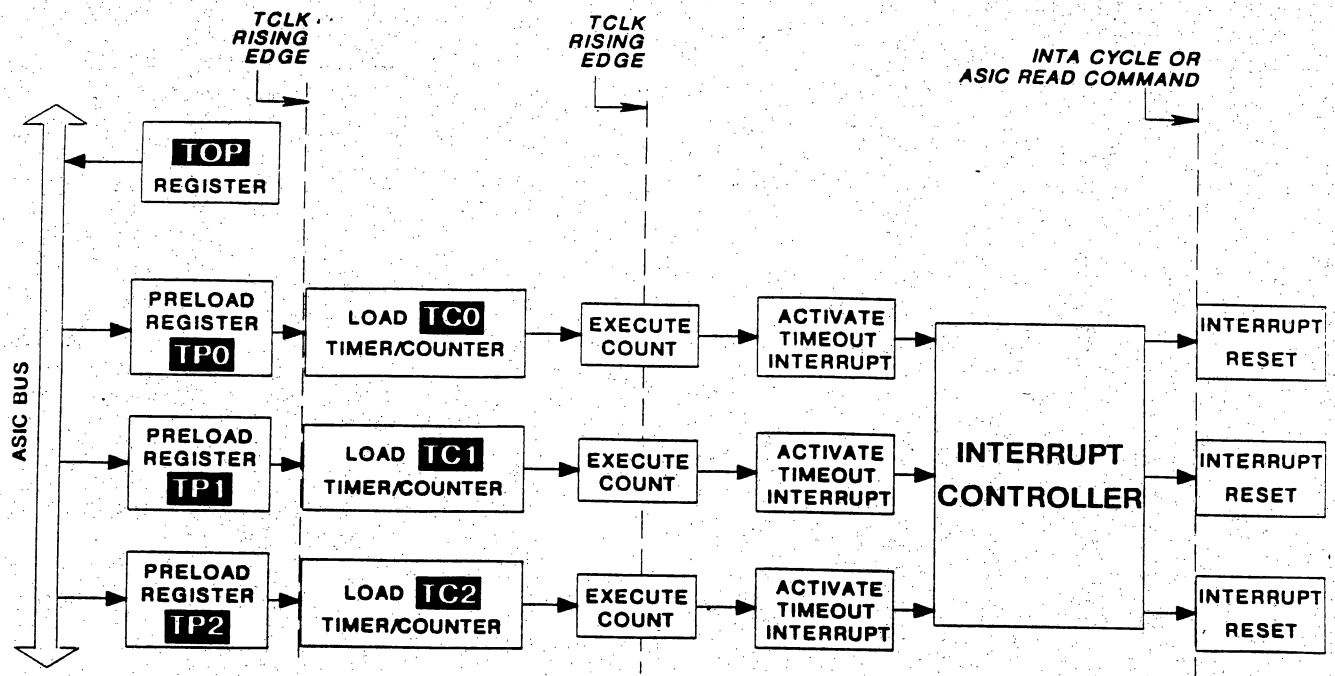 TCLK
RISING
EDGE
TCLK
RISING
EDGE
INTA CYCLE OR
ASIC READ COMMAND
ASIC BUS
TOP
REGISTER
PRELOAD
REGISTER
TP0
LOAD TC0
TIMER/COUNTER
EXECUTE
COUNT
ACTIVATE
TIMEOUT
INTERRUPT
INTERRUPT
RESET
PRELOAD
REGISTER
TP1
LOAD TC1
TIMER/COUNTER
EXECUTE
COUNT
ACTIVATE
TIMEOUT
INTERRUPT
INTERRUPT
CONTROLLER
INTERRUPT
RESET
PRELOAD
REGISTER
TP2
LOAD TC2
TIMER/COUNTER
EXECUTE
COUNT
ACTIVATE
TIMEOUT
INTERRUPT
INTERRUPT
RESET